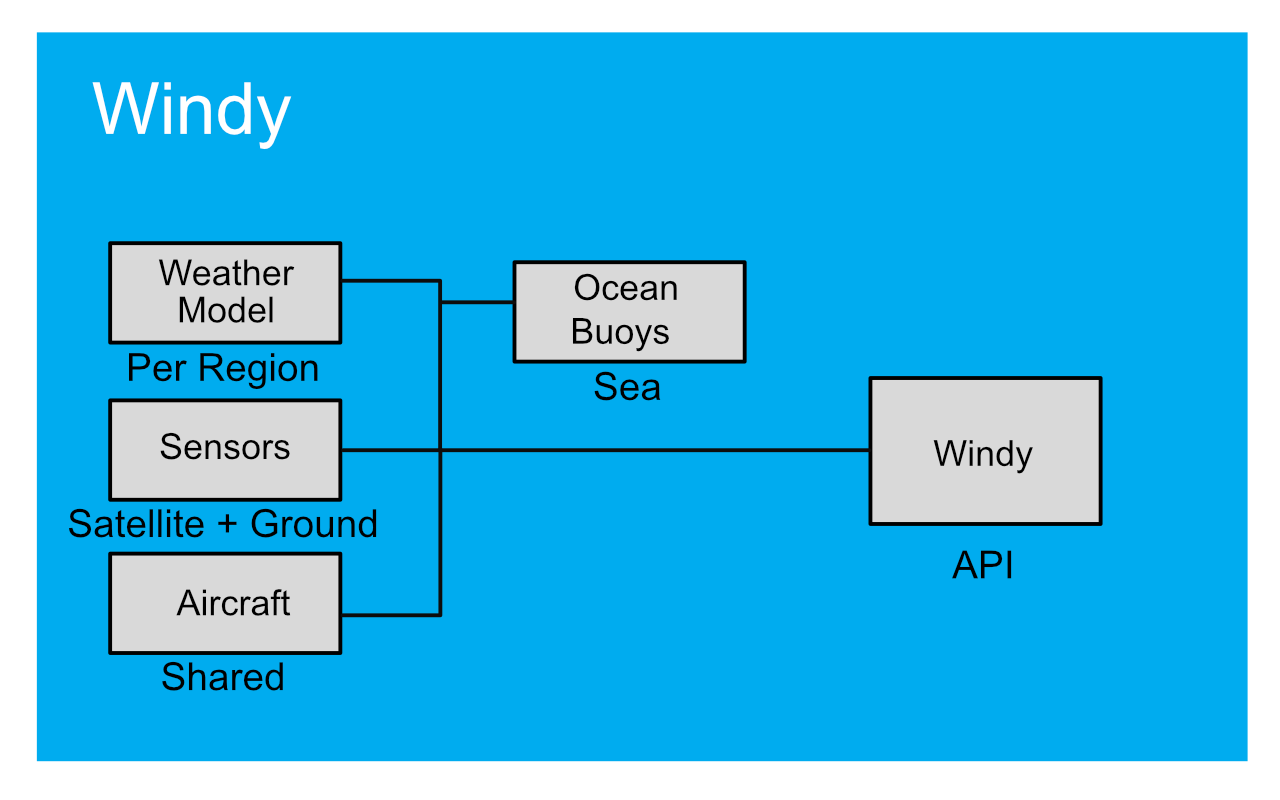 Windy
Weather
Model
Per Region
Sensors
Satellite + Ground
Aircraft
Shared
Ocean
Buoys
Sea
Windy
API